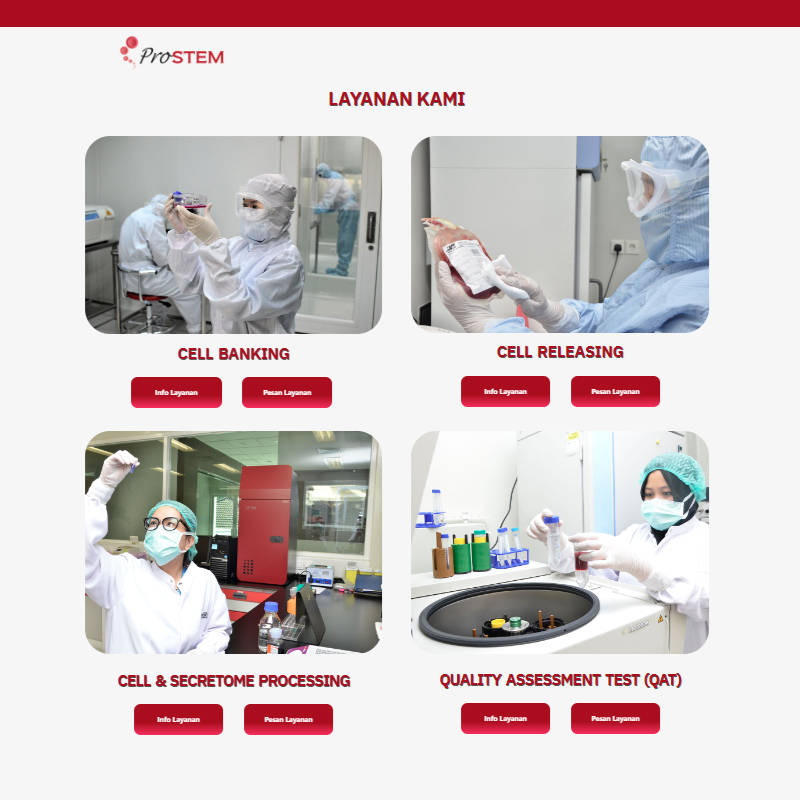 ProSTEM
LAYANAN KAMI
CELL BANKING
CELL RELEASING
Info Layanan
Pesan Layanan
Info Layanan
Pesan Layanan
CELL & SECRETOME PROCESSING
QUALITY ASSESSMENT TEST (QAT)
Info Layanan
Pesan Layanan
Info Layanan
Pesan Layanan